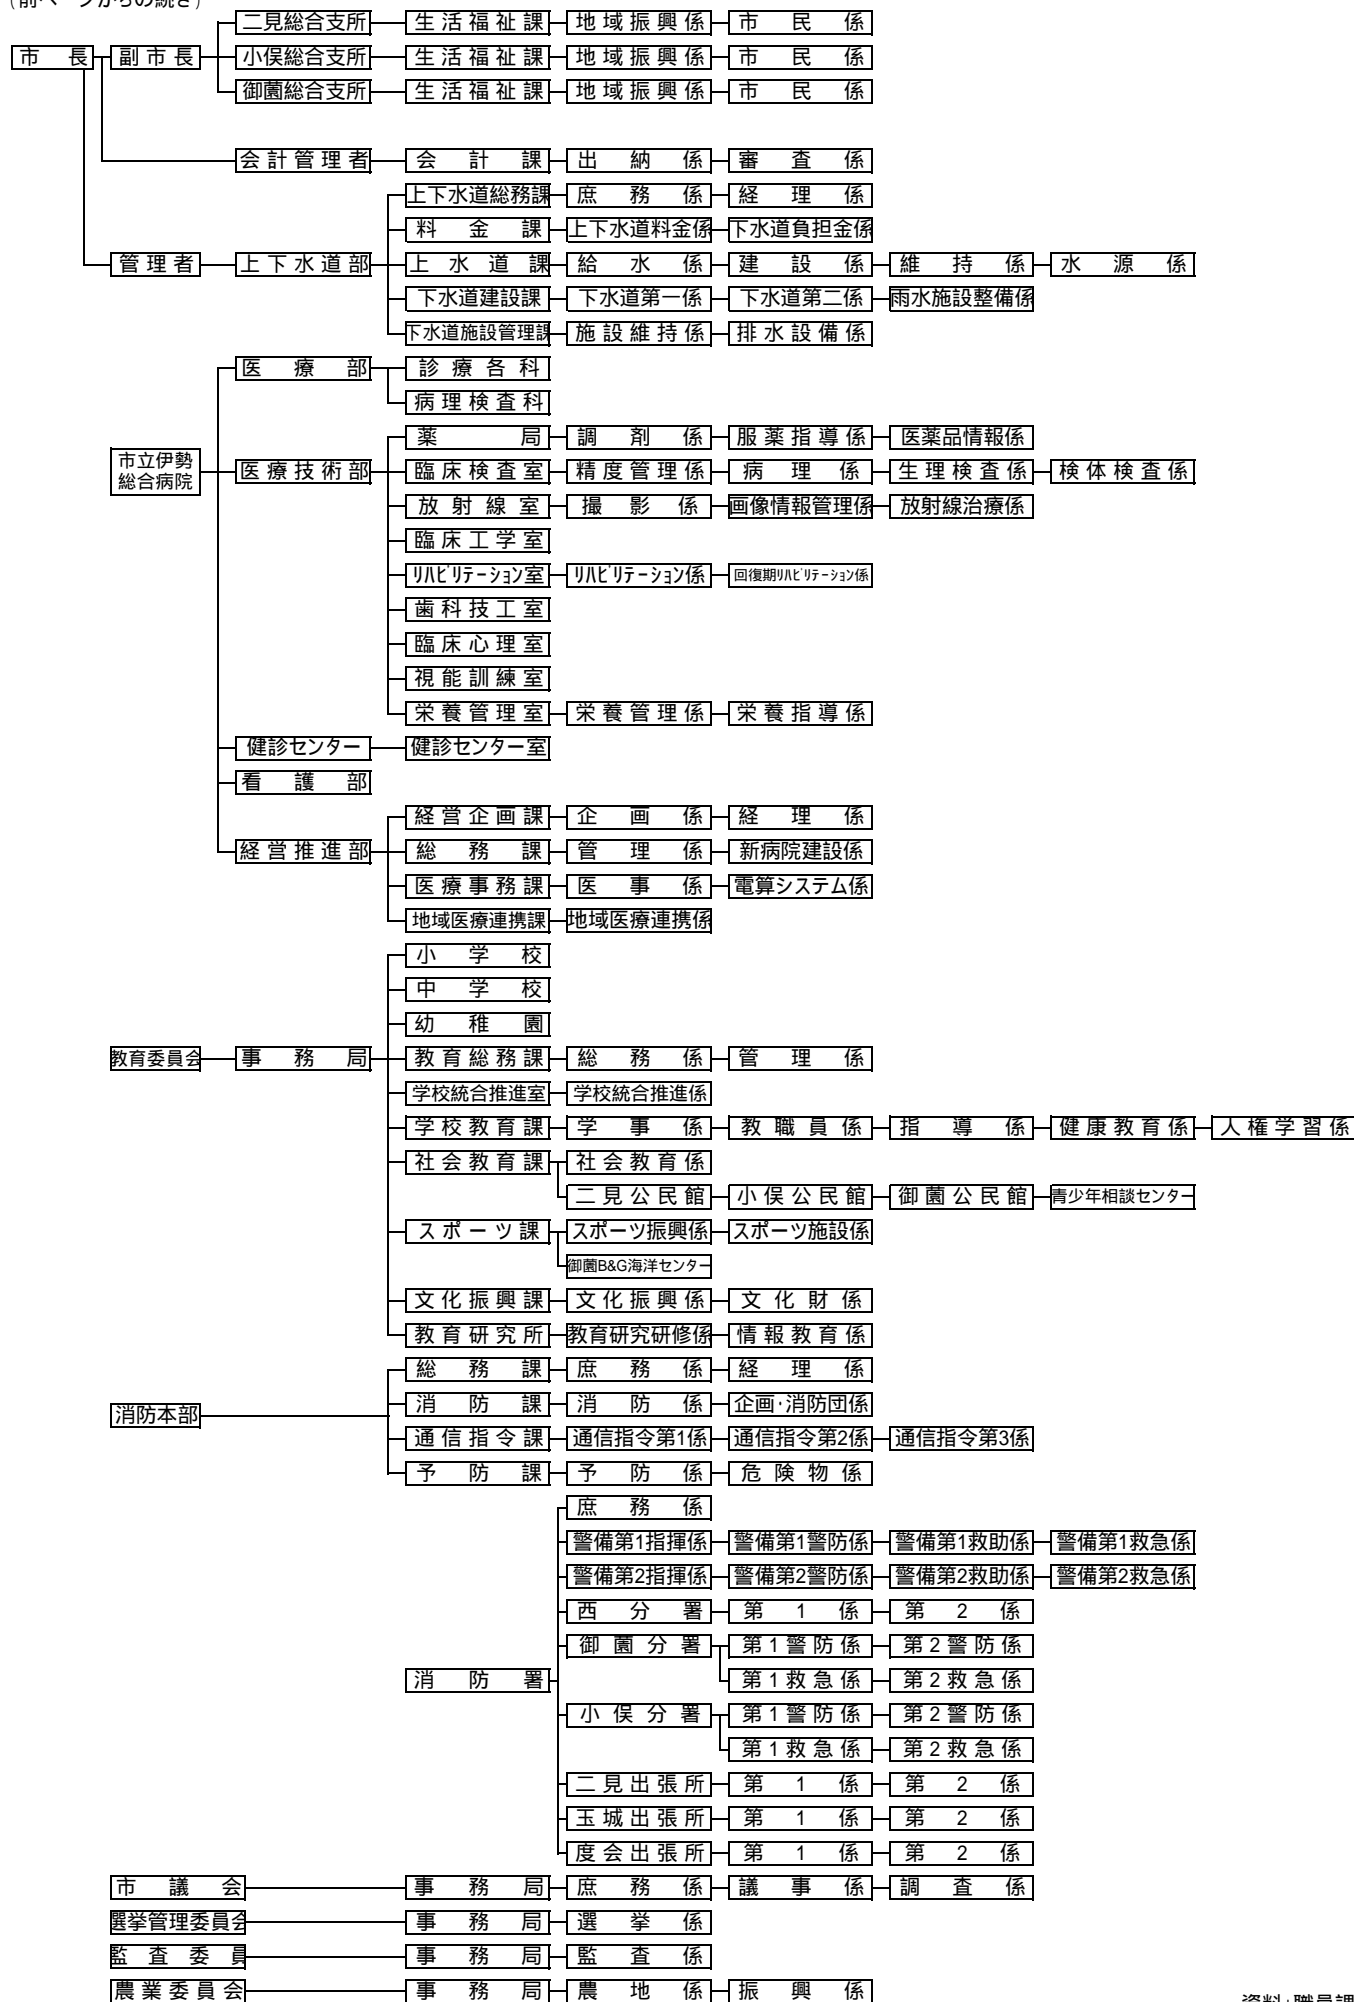 (前ページからの続き)
二見総合支所 生活福祉課 地域振興係 市民係
市長 副市長 小俣総合支所 生活福祉課 地域振興係 市民係
御薗総合支所 生活福祉課 地域振興係 市民係
会計管理者 会計課 出納係 審査係
上下水道総務課 庶務係 経理係
料金課 上下水道料金係 下水道負担金係
管理者 上下水道部 上水道課 給水係 建設係 維持係 水源係
下水道建設課 下水道第一係 下水道第二係 雨水施設整備係
下水道施設管理課 施設維持係 排水設備係
医療部 診療各科
病理検査科
薬局 調剤係 服薬指導係 医薬品情報係
市立伊勢総合病院 医療技術部 臨床検査室 精度管理係 病理係 生理検査係 検体検査係
放射線室 撮影係 画像情報管理係 放射線治療係
臨床工学室
リハビリテーション室 リハビリテーション係 回復期リハビリテーション係
歯科技工室
臨床心理室
視能訓練室
栄養管理室 栄養管理係 栄養指導係
健診センター 健診センター室
看護部
経営企画課 企画係 経理係
経営推進部 総務課 管理係 新病院建設係
医療事務課 医事係 電算システム係
地域医療連携課 地域医療連携係
小学校
中学校
幼稚園
教育委員会 事務局 教育総務課 総務係 管理係
学校統合推進室 学校統合推進係
学校教育課 学事係 教職員係 指導係 健康教育係 人権学習係
社会教育課 社会教育係
二見公民館 小俣公民館 御薗公民館 青少年相談センター
スポーツ課 スポーツ振興係 スポーツ施設係
御薗B&G海洋センター
文化振興課 文化振興係 文化財係
教育研究所 教育研究研修係 情報教育係
総務課 庶務係 経理係
消防課 消防係 企画・消防団係
消防本部
通信指令課 通信指令第1係 通信指令第2係 通信指令第3係
予防課 予防係 危険物係
庶務係
警備第1指揮係 警備第1警防係 警備第1救助係 警備第1救急係
警備第2指揮係 警備第2警防係 警備第2救助係 警備第2救急係
西分署 第1係 第2係
御薗分署 第1警防係 第2警防係
消防署 第1救急係 第2救急係
小俣分署 第1警防係 第2警防係
第1救急係 第2救急係
二見出張所 第1係 第2係
玉城出張所 第1係 第2係
度会出張所 第1係 第2係
市議会 事務局 庶務係 議事係 調査係
選挙管理委員会 事務局 選挙係
監査委員 事務局 監査係
農業委員会 事務局 農地係 振興係
資料:職員課